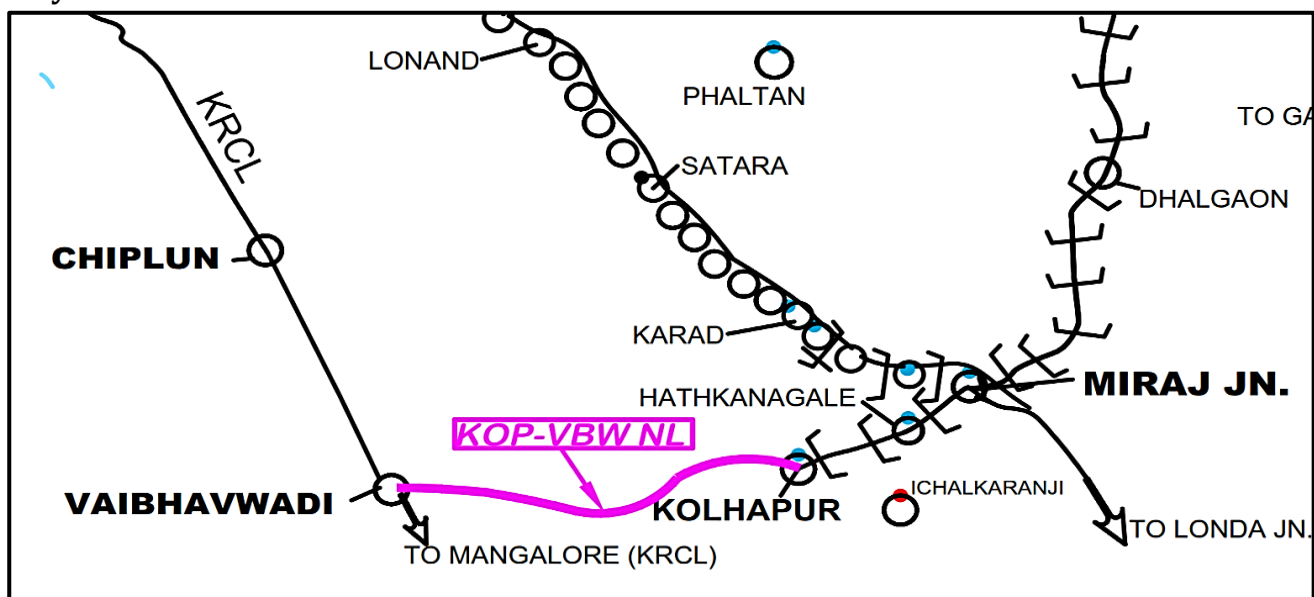 LONAND
PHALTAN
KRCL
TO GA
SATARA
DHALGAON
CHIPLUN
KARAD
HATHKANAGALE
MIRAJ JN.
KOP-VBW NL
ICHALKARANJI
VAIBHAVWADI
KOLHAPUR
TO LONDA JN.
TO MANGALORE (KRCL)